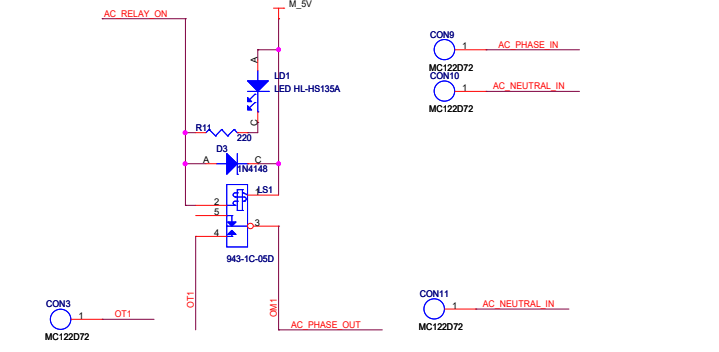 M_5V
AC_RELAY_ON
A
LD1
LED HL-HS135A
C
R11
220
D3
A
C
1N4148
LS1
1
2
5
3
4
943-1C-05D
OT1
OM1
AC_PHASE_OUT
CON3
1
OT1
MC122D72
CON9
1
AC_PHASE_IN
MC122D72
CON10
1
AC_NEUTRAL_IN
MC122D72
CON11
1
AC_NEUTRAL_IN
MC122D72